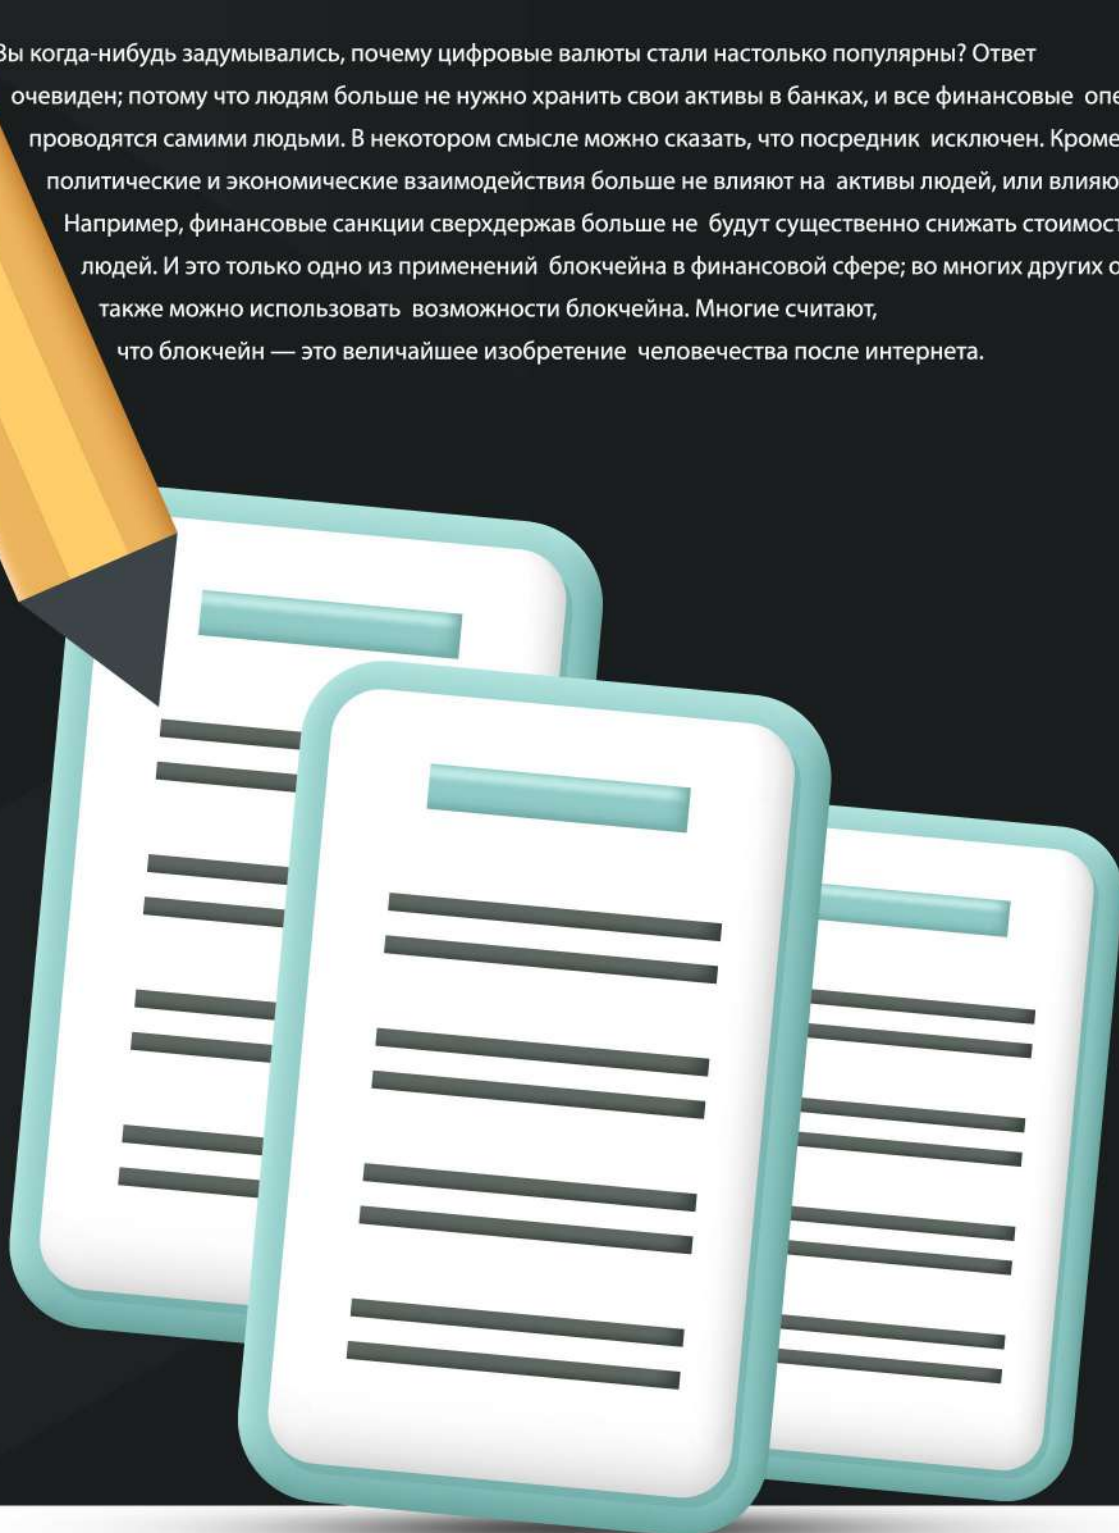 Вы когда-нибудь задумывались, почему цифровые валюты стали настолько популярны? Ответ
очевиден; потому что людям больше не нужно хранить свои активы в банках, и все финансовые
проводятся самими людьми. В некотором смысле можно сказать, что посредник исключен. Кроме
политические и экономические взаимодействия больше не влияют на активы людей, или
Например, финансовые санкции сверхдержав больше не будут существенно снижать
людей. И это только одно из применений блокчейна в финансовой сфере; во многих других
также можно использовать возможности блокчейна. Многие считают,
что блокчейн — это величайшее изобретение человечества после интернета.